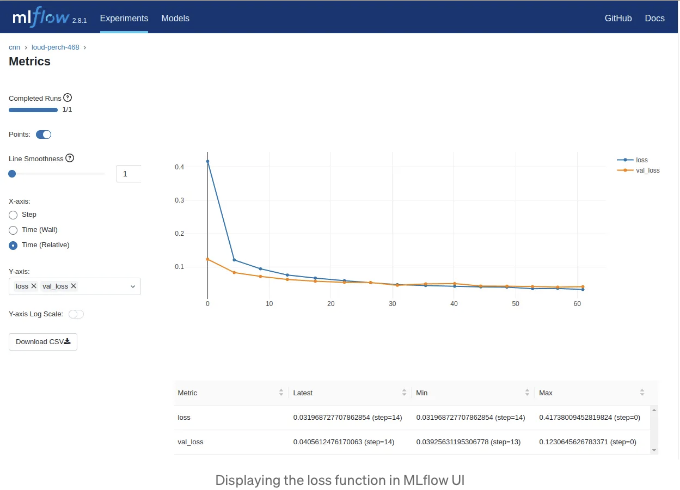 mlflow 2.8.1 Experiments Models GitHub Docs
cnn › loud-perch-468 ›
Metrics
Completed Runs ?
1/1
Points:
Line Smoothness ?
1
X-axis:
Step
Time (Wall)
Time (Relative)
Y-axis:
loss ✕ val_loss ✕
Y-axis Log Scale:
Download CSV
loss
val_loss
0.4
0.3
0.2
0.1
0 10 20 30 40 50 60
Metric Latest Min Max
loss 0.031968727707862854 (step=14) 0.031968727707862854 (step=14) 0.41738009452819824 (step=0)
val_loss 0.0405612476170063 (step=14) 0.03925631195306778 (step=13) 0.1230645626783371 (step=0)
Displaying the loss function in MLflow UI